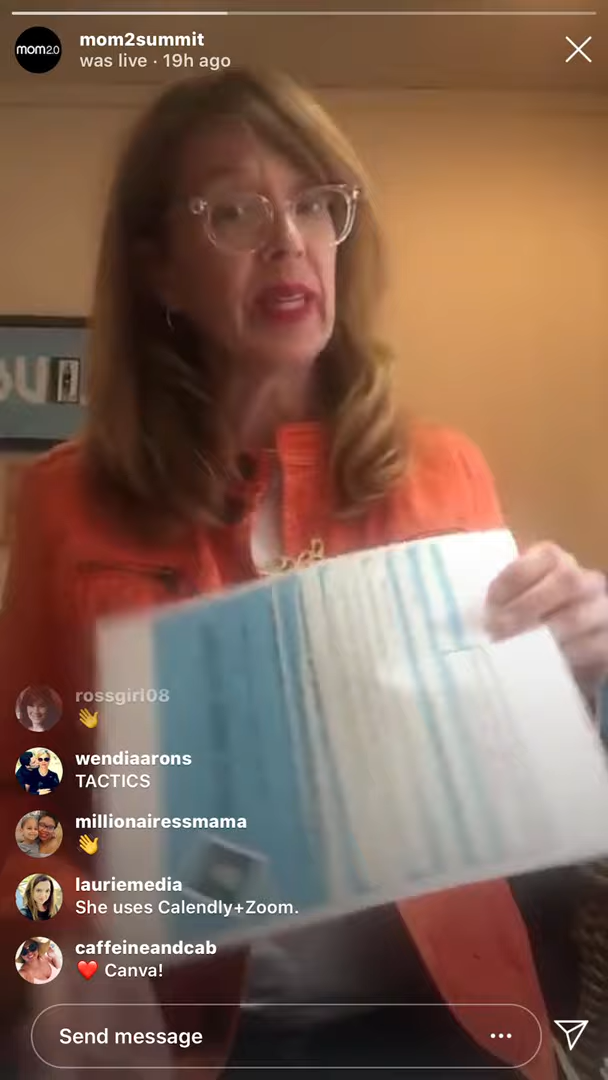 mom2.0
mom2summit
was live · 19h ago
rossgirl08
👋
wendiaarons
TACTICS
millionairessmama
👋
lauriemedia
She uses Calendly+Zoom.
caffeineandcab
❤️ Canva!
Send message